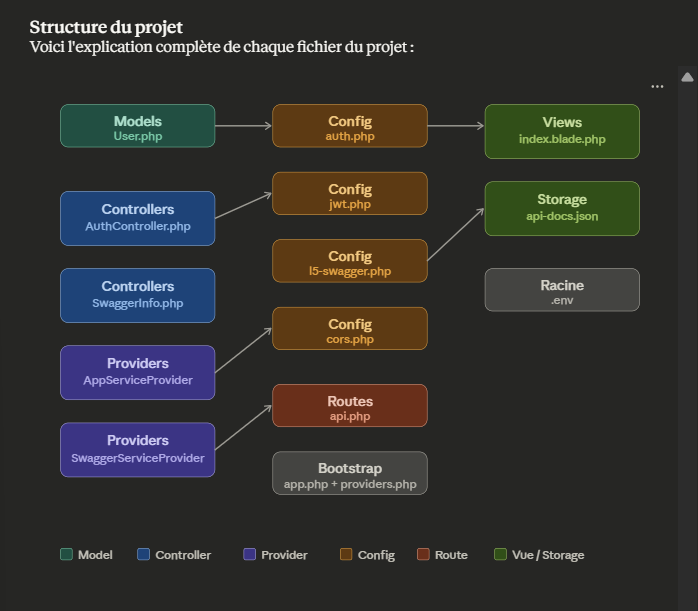 Structure du projet
Voici l'explication complète de chaque fichier du projet :
...
Models
User.php
Config
auth.php
Views
index.blade.php
Controllers
AuthController.php
Config
jwt.php
Storage
api-docs.json
Controllers
SwaggerInfo.php
Config
l5-swagger.php
Racine
.env
Providers
AppServiceProvider
Config
cors.php
Providers
SwaggerServiceProvider
Routes
api.php
Bootstrap
app.php + providers.php
Model
Controller
Provider
Config
Route
Vue / Storage